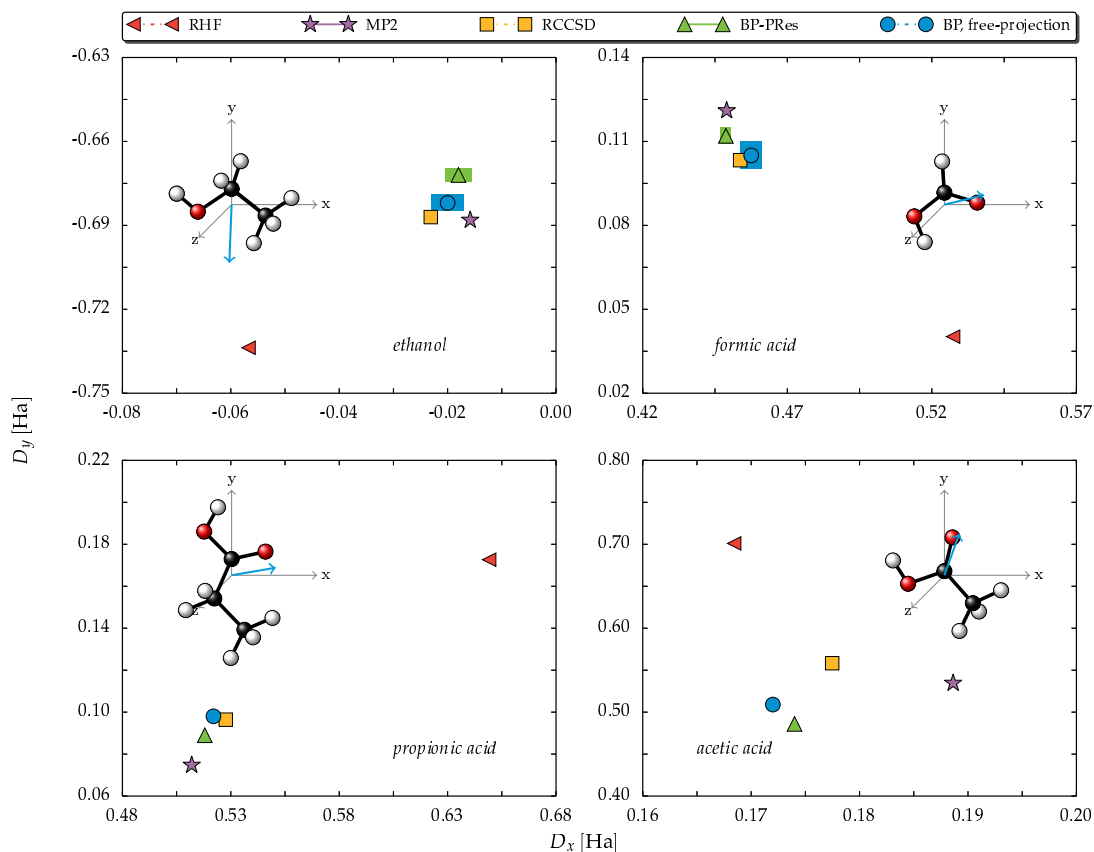 RHF MP2 RCCSD BP-PRes BP, free-projection
-0.63
-0.66
-0.69
-0.72
-0.75
-0.08 -0.06 -0.04 -0.02 0.00
y
x
z
ethanol
0.14
0.11
0.08
0.05
0.02
0.42 0.47 0.52 0.57
y
x
z
formic acid
D_y [Ha]
0.22
0.18
0.14
0.10
0.06
0.48 0.53 0.58 0.63 0.68
y
x
z
propionic acid
0.80
0.70
0.60
0.50
0.40
0.16 0.17 0.18 0.19 0.20
y
x
z
acetic acid
D_x [Ha]